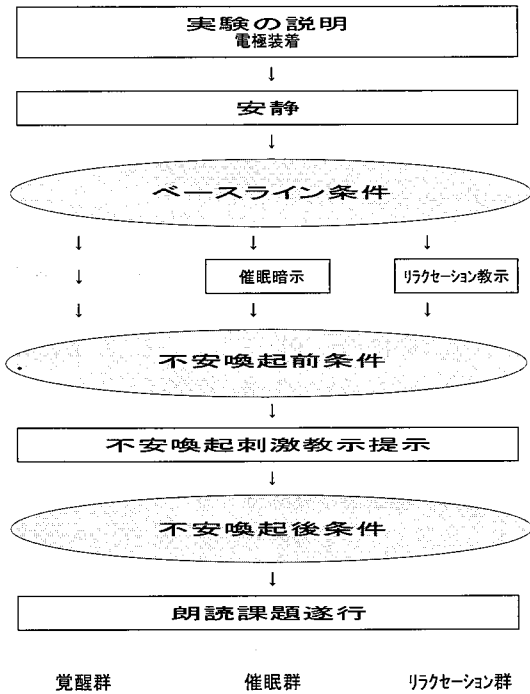 実験の説明
電極装着
↓
安静
↓
ベースライン条件
↓ ↓ ↓
↓ 催眠暗示 リラクセーション教示
↓ ↓ ↓
不安喚起前条件
↓
不安喚起刺激教示提示
↓
不安喚起後条件
↓
朗読課題遂行
覚醒群 催眠群 リラクセーション群